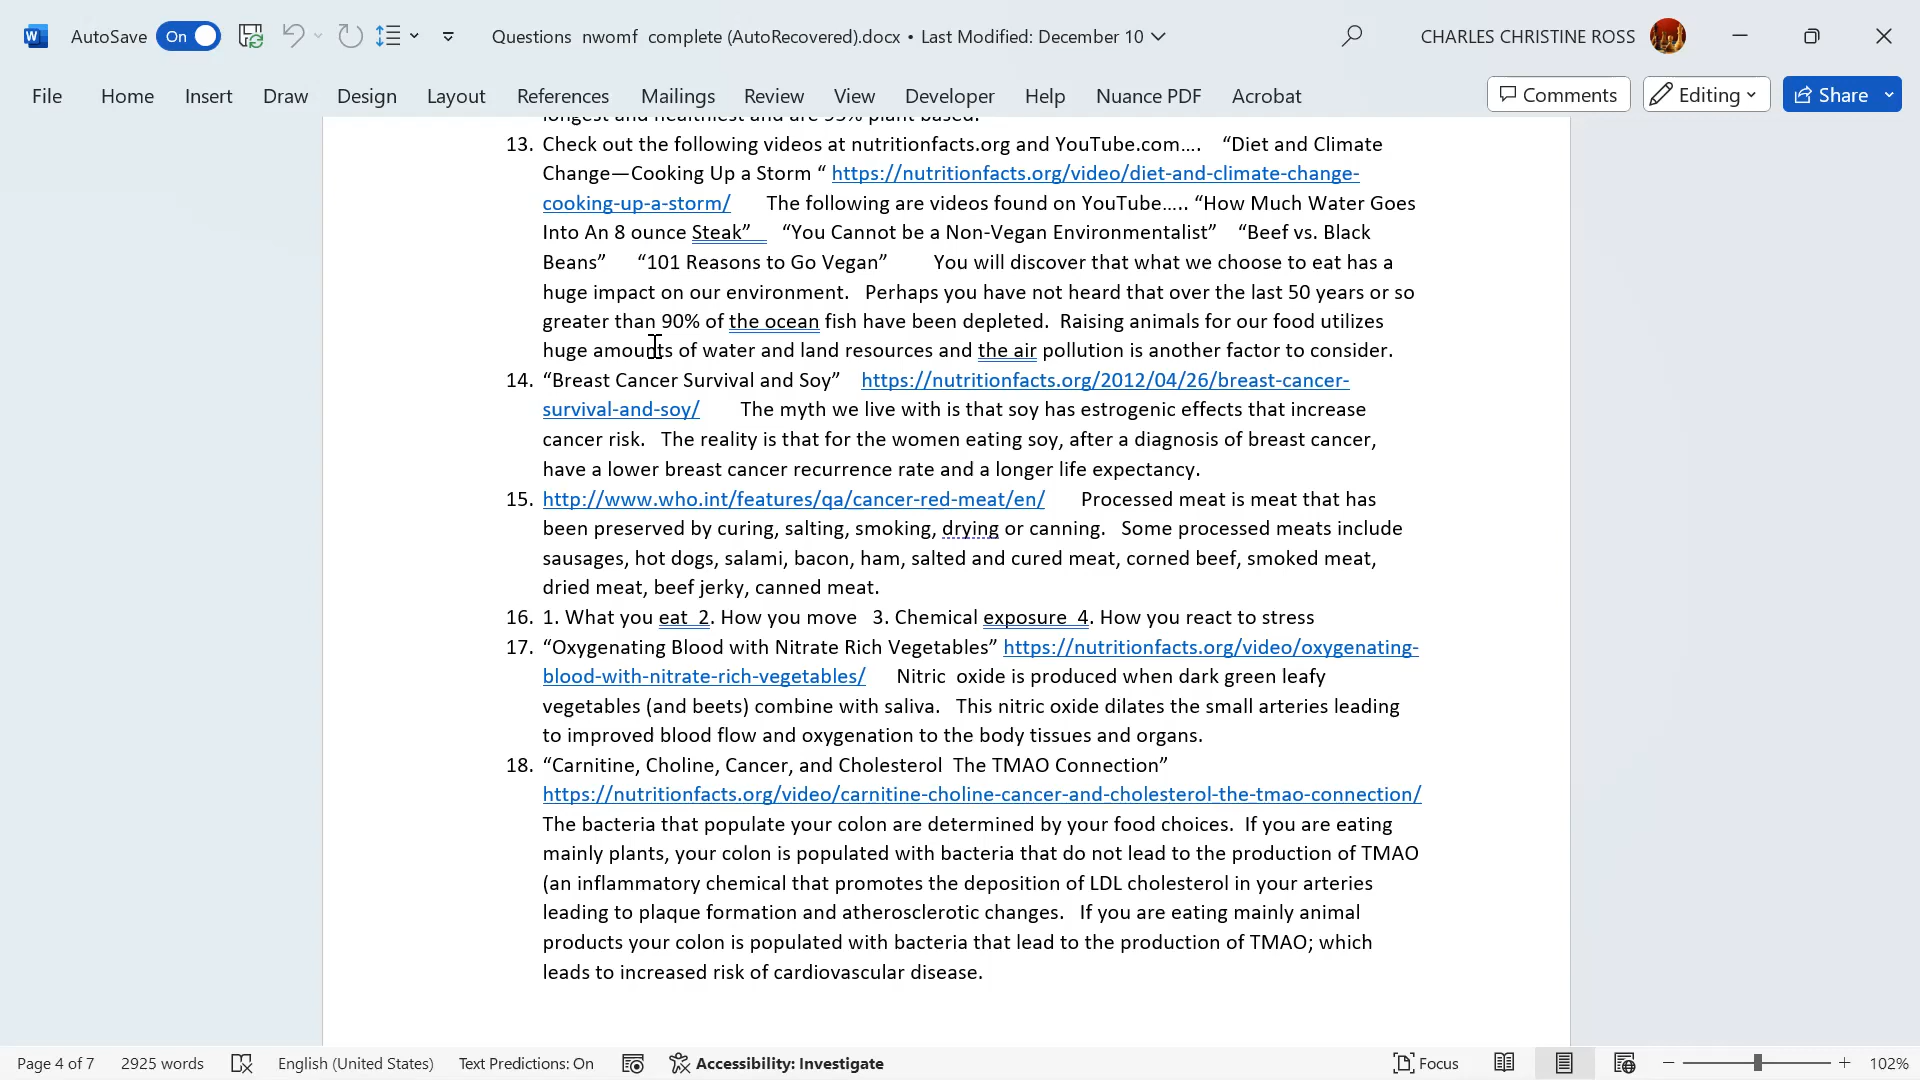 AutoSave On Questions nwomf complete (AutoRecovered).docx • Last Modified: December 10 CHARLES CHRISTINE ROSS
File Home Insert Draw Design Layout References Mailings Review View Developer Help Nuance PDF Acrobat Comments Editing Share
longest and healthiest and are 95% plant based.
13. Check out the following videos at nutritionfacts.org and YouTube.com…. “Diet and Climate
Change—Cooking Up a Storm “ https://nutritionfacts.org/video/diet-and-climate-change-
cooking-up-a-storm/ The following are videos found on YouTube….. “How Much Water Goes
Into An 8 ounce Steak” “You Cannot be a Non-Vegan Environmentalist” “Beef vs. Black
Beans” “101 Reasons to Go Vegan” You will discover that what we choose to eat has a
huge impact on our environment. Perhaps you have not heard that over the last 50 years or so
greater than 90% of the ocean fish have been depleted. Raising animals for our food utilizes
huge amounts of water and land resources and the air pollution is another factor to consider.
14. “Breast Cancer Survival and Soy” https://nutritionfacts.org/2012/04/26/breast-cancer-
survival-and-soy/ The myth we live with is that soy has estrogenic effects that increase
cancer risk. The reality is that for the women eating soy, after a diagnosis of breast cancer,
have a lower breast cancer recurrence rate and a longer life expectancy.
15. http://www.who.int/features/qa/cancer-red-meat/en/ Processed meat is meat that has
been preserved by curing, salting, smoking, drying or canning. Some processed meats include
sausages, hot dogs, salami, bacon, ham, salted and cured meat, corned beef, smoked meat,
dried meat, beef jerky, canned meat.
16. 1. What you eat 2. How you move 3. Chemical exposure 4. How you react to stress
17. “Oxygenating Blood with Nitrate Rich Vegetables” https://nutritionfacts.org/video/oxygenating-
blood-with-nitrate-rich-vegetables/ Nitric oxide is produced when dark green leafy
vegetables (and beets) combine with saliva. This nitric oxide dilates the small arteries leading
to improved blood flow and oxygenation to the body tissues and organs.
18. “Carnitine, Choline, Cancer, and Cholesterol The TMAO Connection”
https://nutritionfacts.org/video/carnitine-choline-cancer-and-cholesterol-the-tmao-connection/
The bacteria that populate your colon are determined by your food choices. If you are eating
mainly plants, your colon is populated with bacteria that do not lead to the production of TMAO
(an inflammatory chemical that promotes the deposition of LDL cholesterol in your arteries
leading to plaque formation and atherosclerotic changes. If you are eating mainly animal
products your colon is populated with bacteria that lead to the production of TMAO; which
leads to increased risk of cardiovascular disease.
Page 4 of 7 2925 words English (United States) Text Predictions: On Accessibility: Investigate Focus 102%